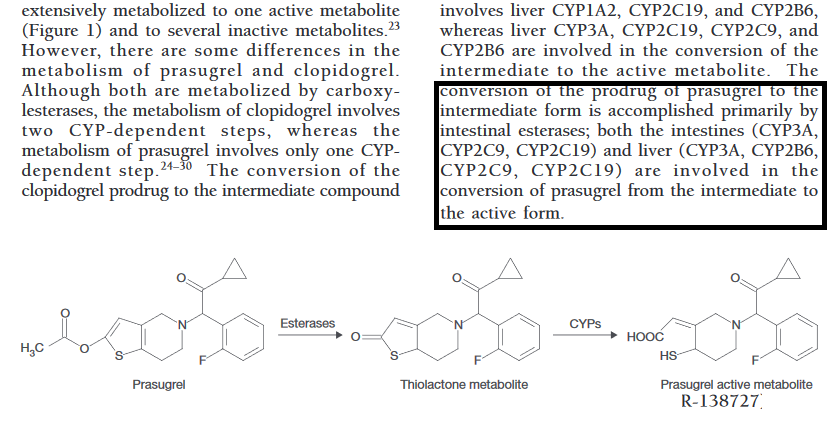 extensively metabolized to one active metabolite
(Figure 1) and to several inactive metabolites.23
However, there are some differences in the
metabolism of prasugrel and clopidogrel.
Although both are metabolized by carboxy-
lesterases, the metabolism of clopidogrel involves
two CYP-dependent steps, whereas the
metabolism of prasugrel involves only one CYP-
dependent step.24–30 The conversion of the
clopidogrel prodrug to the intermediate compound
involves liver CYP1A2, CYP2C19, and CYP2B6,
whereas liver CYP3A, CYP2C19, CYP2C9, and
CYP2B6 are involved in the conversion of the
intermediate to the active metabolite. The
conversion of the prodrug of prasugrel to the
intermediate form is accomplished primarily by
intestinal esterases; both the intestines (CYP3A,
CYP2C9, CYP2C19) and liver (CYP3A, CYP2B6,
CYP2C9, CYP2C19) are involved in the
conversion of prasugrel from the intermediate to
the active form.
O
O
N
H3C
O
S
F
Prasugrel
Esterases
O
O
N
S
F
Thiolactone metabolite
CYPs
O
HOOC
N
HS
F
Prasugrel active metabolite
R-138727